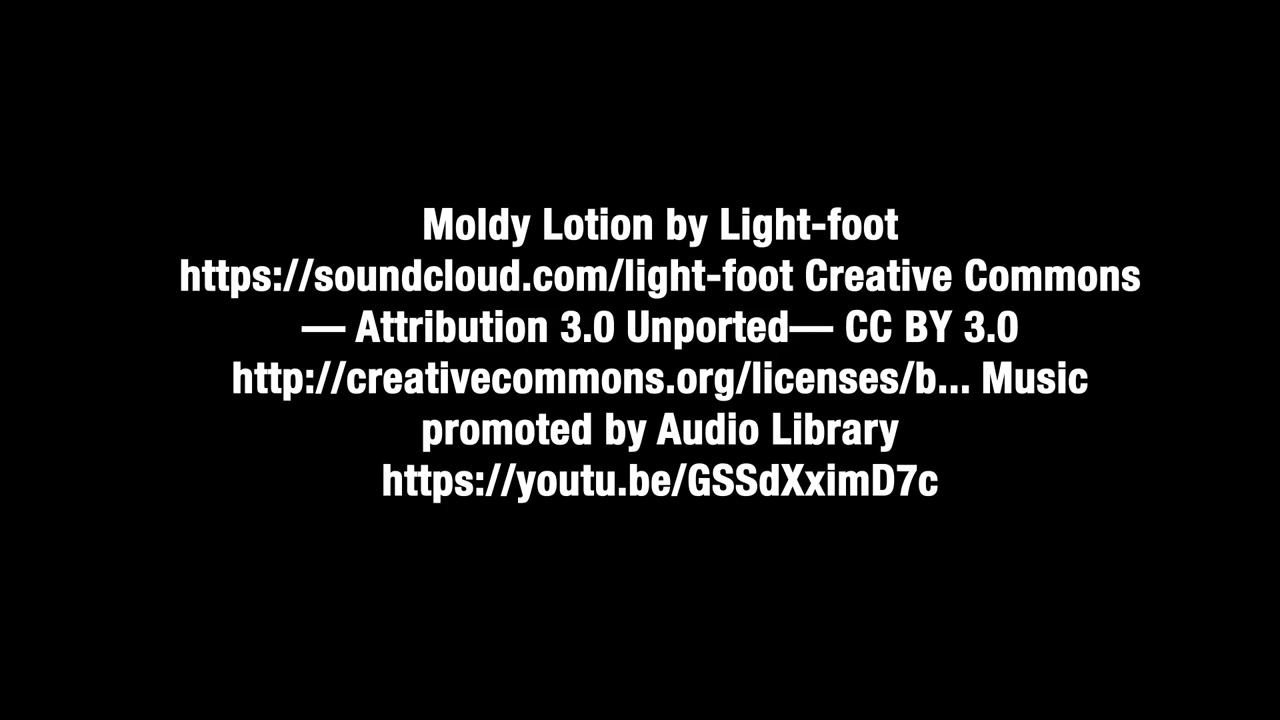 Moldy Lotion by Light-foot
https://soundcloud.com/light-foot Creative Commons
— Attribution 3.0 Unported— CC BY 3.0
http://creativecommons.org/licenses/b... Music
promoted by Audio Library
https://youtu.be/GSSdXximD7c